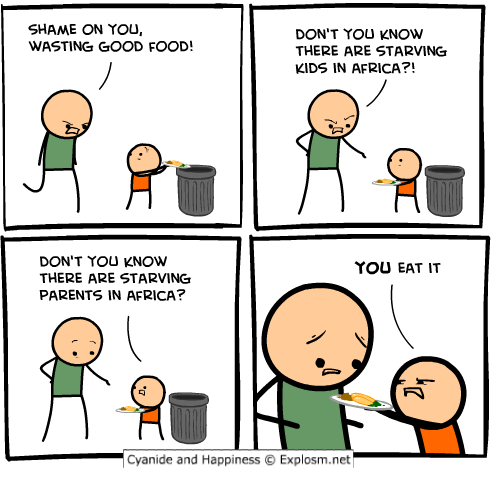 SHAME ON YOU,
WASTING GOOD FOOD!
DON'T YOU KNOW
THERE ARE STARVING
KIDS IN AFRICA?!
DON'T YOU KNOW
THERE ARE STARVING
PARENTS IN AFRICA?
YOU EAT IT
Cyanide and Happiness © Explosm.net